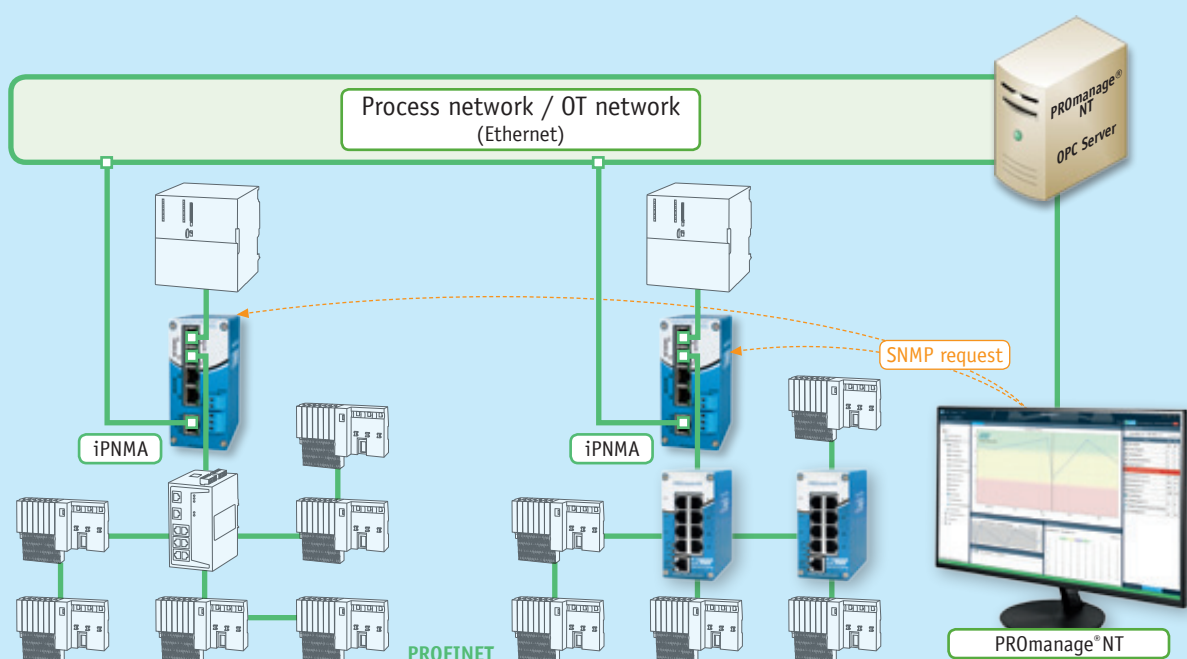 Process network / OT network
(Ethernet)
PROmanage®
NT
OPC Server
SNMP request
iPNMA
iPNMA
PROFINET
PROmanage®NT